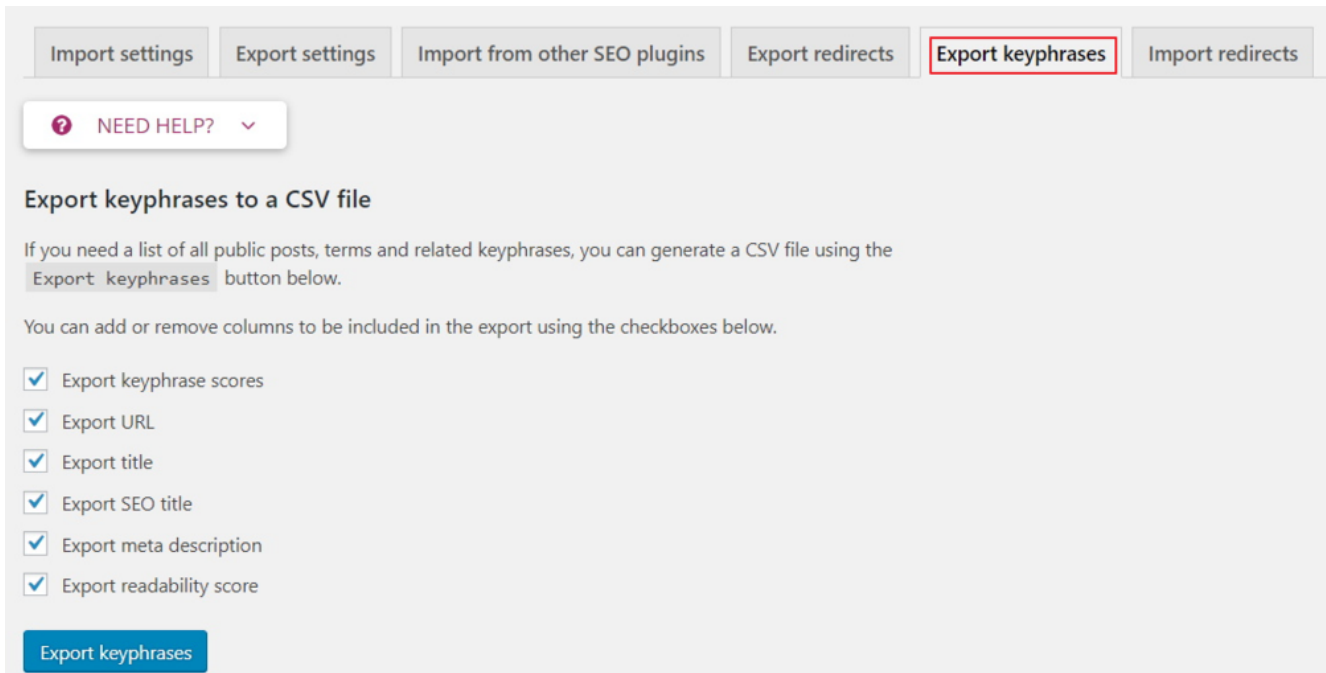 Import settings Export settings Import from other SEO plugins Export redirects Export keyphrases Import redirects
NEED HELP?
Export keyphrases to a CSV file
If you need a list of all public posts, terms and related keyphrases, you can generate a CSV file using the
Export keyphrases button below.
You can add or remove columns to be included in the export using the checkboxes below.
Export keyphrase scores
Export URL
Export title
Export SEO title
Export meta description
Export readability score
Export keyphrases